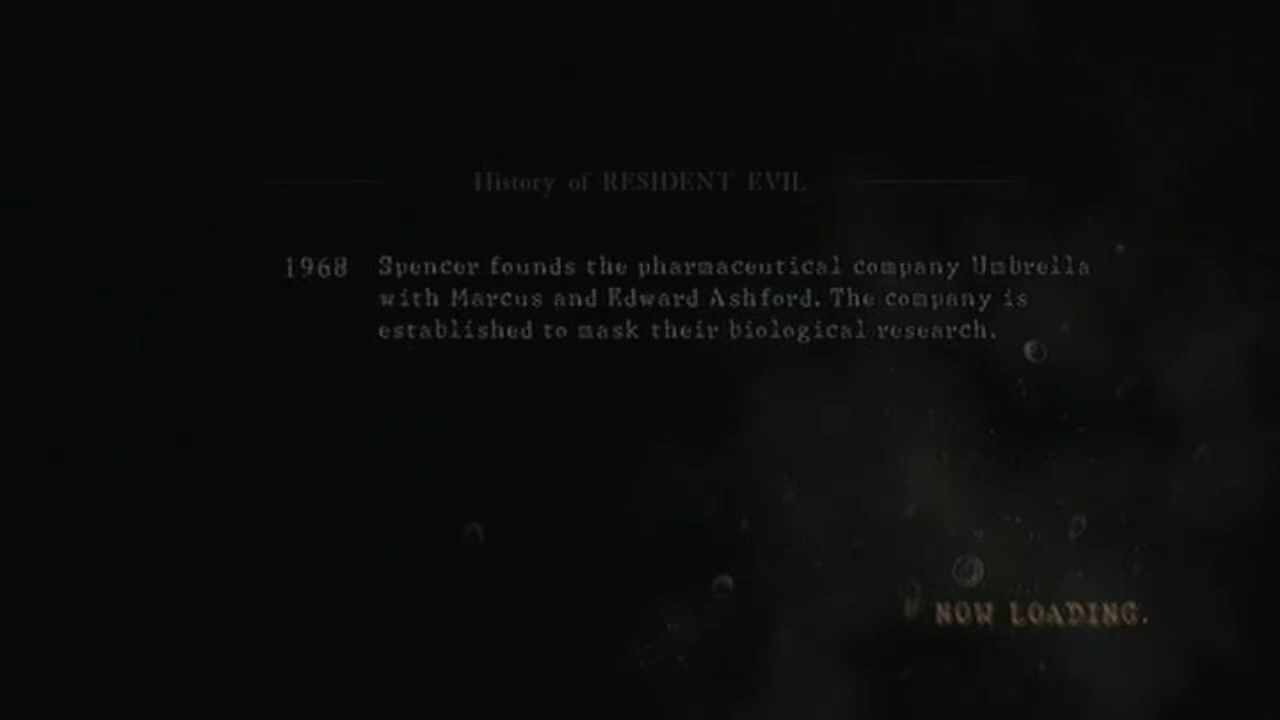 History of RESIDENT EVIL
1968 Spencer founds the pharmaceutical company Umbrella
with Marcus and Edward Ashford. The company is
established to mask their biological research.
NOW LOADING.